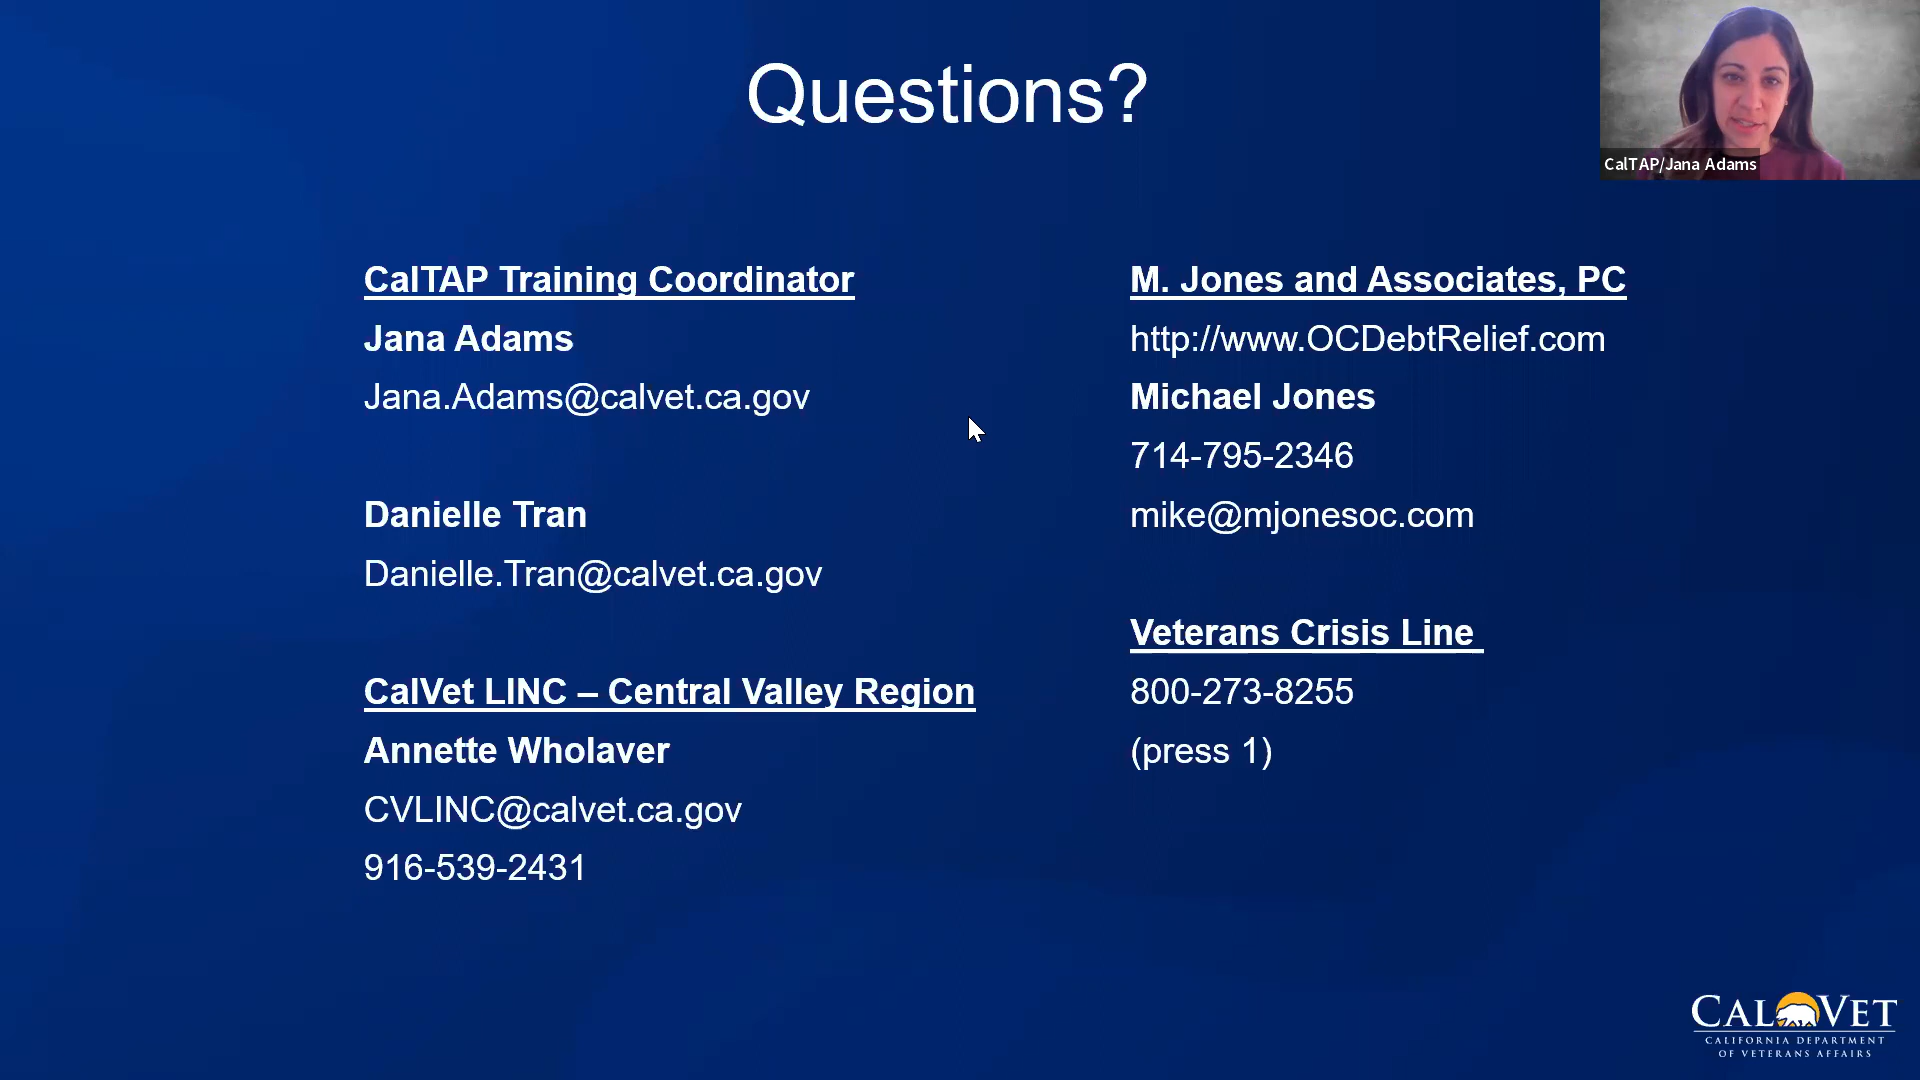 Questions?
CalTAP/Jana Adams
CalTAP Training Coordinator
Jana Adams
Jana.Adams@calvet.ca.gov
Danielle Tran
Danielle.Tran@calvet.ca.gov
CalVet LINC – Central Valley Region
Annette Wholaver
CVLINC@calvet.ca.gov
916-539-2431
M. Jones and Associates, PC
http://www.OCDebtRelief.com
Michael Jones
714-795-2346
mike@mjonesoc.com
Veterans Crisis Line
800-273-8255
(press 1)
CALVET
CALIFORNIA DEPARTMENT
OF VETERANS AFFAIRS